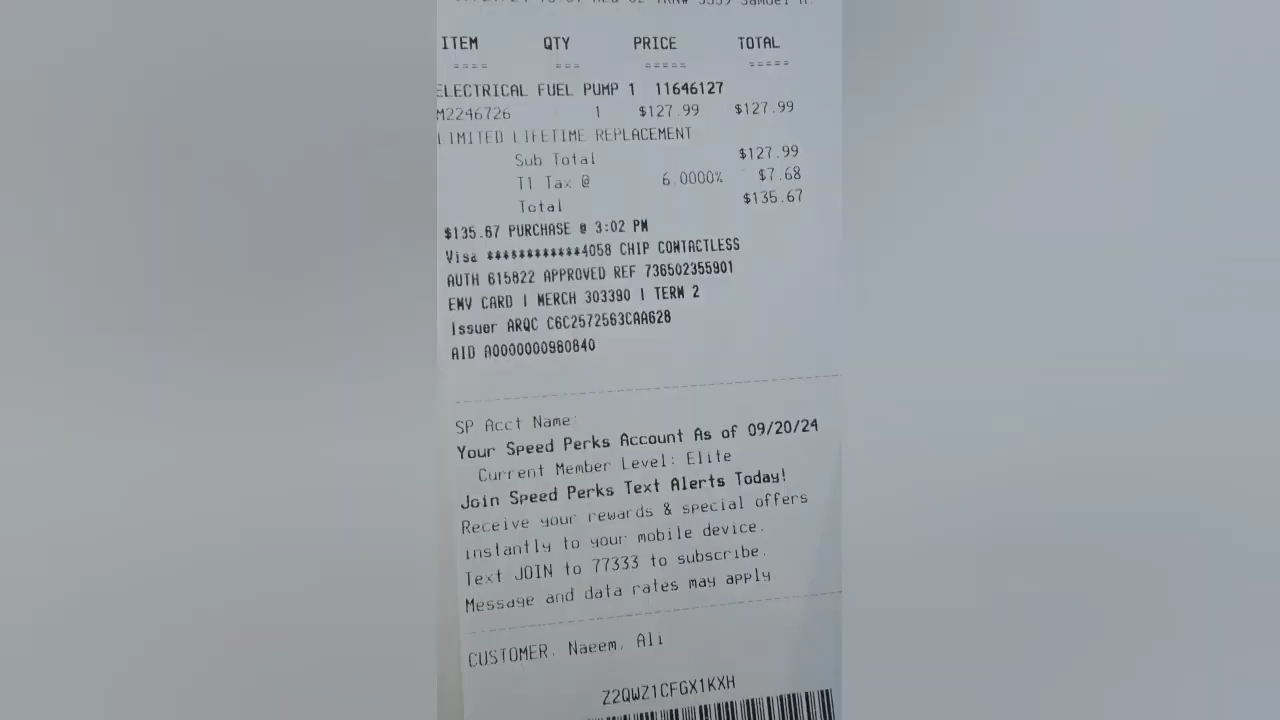 TRN# 5559 Samuel
ITEM QTY PRICE TOTAL
==== === ===== =====
ELECTRICAL FUEL PUMP 1 11646127
M2246726 1 $127.99 $127.99
LIMITED LIFETIME REPLACEMENT
Sub Total $127.99
T1 Tax @ 6.0000% $7.68
Total $135.67
$135.67 PURCHASE @ 3:02 PM
Visa ************4058 CHIP CONTACTLESS
AUTH 615822 APPROVED REF 736502355901
EMV CARD | MERCH 303390 | TERM 2
Issuer ARQC C6C2572563CAA628
AID A0000000980840
SP Acct Name:
Your Speed Perks Account As of 09/20/24
Current Member Level: Elite
Join Speed Perks Text Alerts Today!
Receive your rewards & special offers
instantly to your mobile device.
Text JOIN to 77333 to subscribe.
Message and data rates may apply
CUSTOMER. Naeem, Ali
Z2QWZ1CFGX1KXH